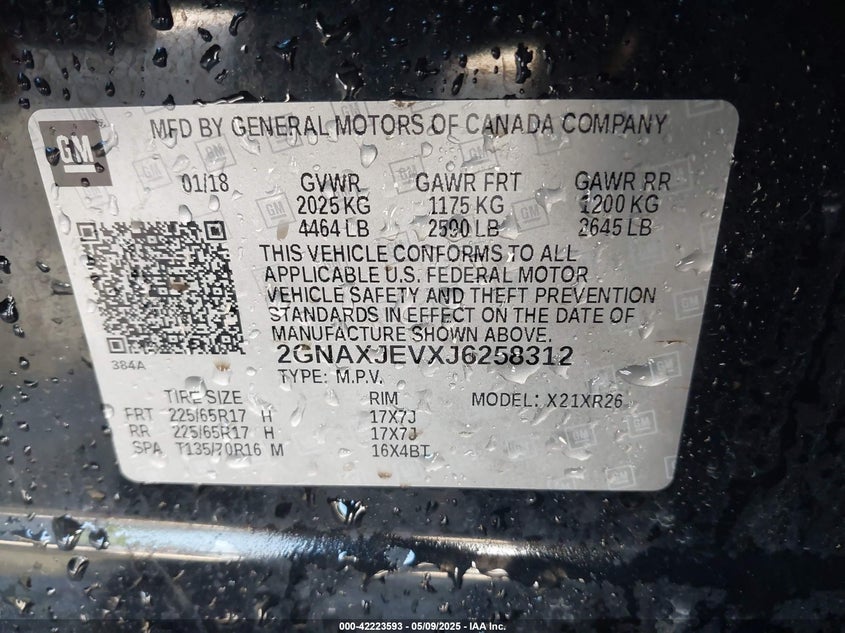 GM
MFD BY GENERAL MOTORS OF CANADA COMPANY
01/18 GVWR GAWR FRT GAWR RR
2025 KG 1175 KG 1200 KG
4464 LB 2590 LB 2645 LB
THIS VEHICLE CONFORMS TO ALL
APPLICABLE U.S. FEDERAL MOTOR
VEHICLE SAFETY AND THEFT PREVENTION
STANDARDS IN EFFECT ON THE DATE OF
MANUFACTURE SHOWN ABOVE.
2GNAXJEVXJ6258312
384A
TYPE: M.P.V.
TIRE SIZE RIM MODEL: X21XR26
FRT 225/65R17 H 17X7J
RR 225/65R17 H 17X7J
SPA T135/70R16 M 16X4BT
000-42223593 - 05/09/2025 - IAA Inc.